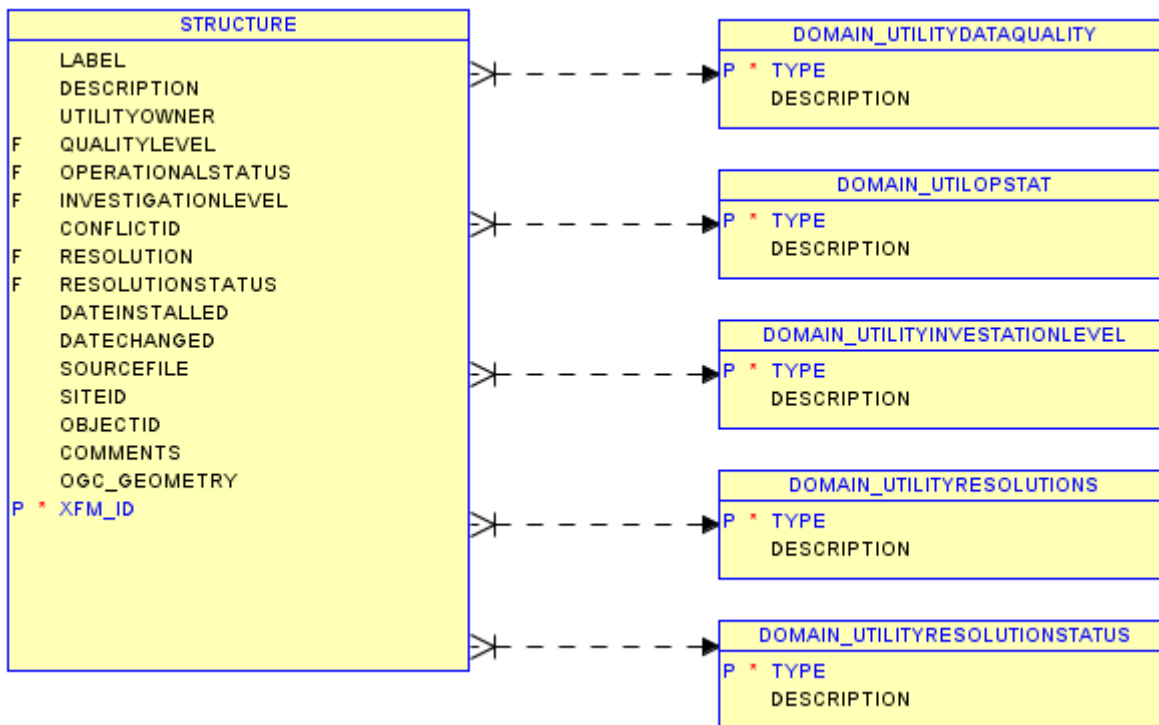 STRUCTURE
LABEL
DESCRIPTION
UTILITYOWNER
F QUALITYLEVEL
F OPERATIONALSTATUS
F INVESTIGATIONLEVEL
CONFLICTID
F RESOLUTION
F RESOLUTIONSTATUS
DATEINSTALLED
DATECHANGED
SOURCEFILE
SITEID
OBJECTID
COMMENTS
OGC_GEOMETRY
P * XFM_ID
DOMAIN_UTILITYDATAQUALITY
P * TYPE
DESCRIPTION
DOMAIN_UTILOPSTAT
P * TYPE
DESCRIPTION
DOMAIN_UTILITYINVESTATIONLEVEL
P * TYPE
DESCRIPTION
DOMAIN_UTILITYRESOLUTIONS
P * TYPE
DESCRIPTION
DOMAIN_UTILITYRESOLUTIONSTATUS
P * TYPE
DESCRIPTION